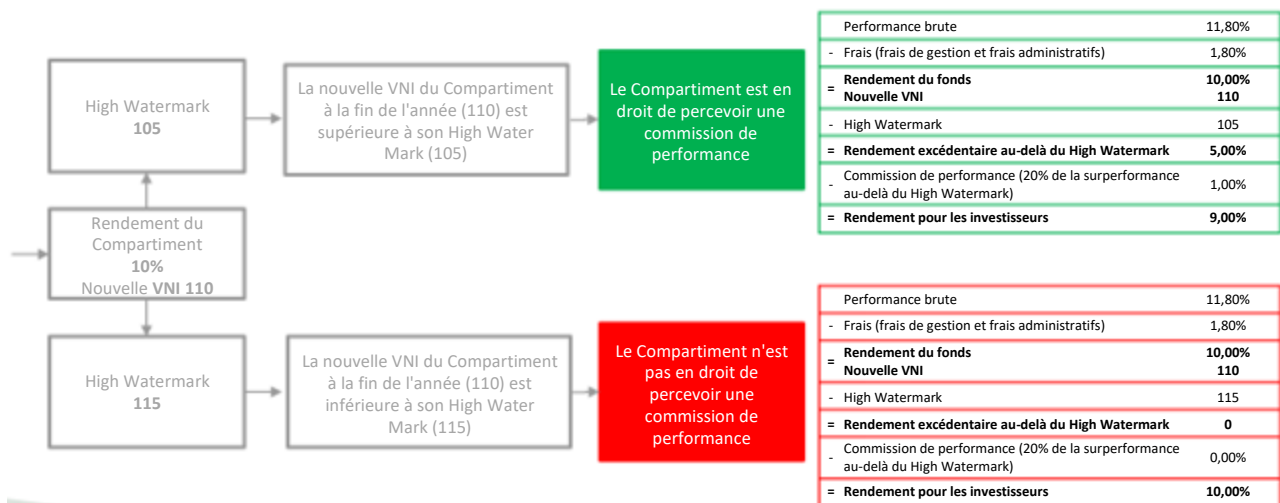 High Watermark
105
La nouvelle VNI du Compartiment
à la fin de l'année (110) est
supérieure à son High Water
Mark (105)
Le Compartiment est en
droit de percevoir une
commission de
performance
Performance brute 11,80%
- Frais (frais de gestion et frais administratifs) 1,80%
= Rendement du fonds 10,00%
Nouvelle VNI 110
- High Watermark 105
= Rendement excédentaire au-delà du High Watermark 5,00%
- Commission de performance (20% de la surperformance
au-delà du High Watermark) 1,00%
= Rendement pour les investisseurs 9,00%
Rendement du
Compartiment
10%
Nouvelle VNI 110
High Watermark
115
La nouvelle VNI du Compartiment
à la fin de l'année (110) est
inférieure à son High Water
Mark (115)
Le Compartiment n'est
pas en droit de
percevoir une
commission de
performance
Performance brute 11,80%
- Frais (frais de gestion et frais administratifs) 1,80%
= Rendement du fonds 10,00%
Nouvelle VNI 110
- High Watermark 115
= Rendement excédentaire au-delà du High Watermark 0
- Commission de performance (20% de la surperformance
au-delà du High Watermark) 0,00%
= Rendement pour les investisseurs 10,00%